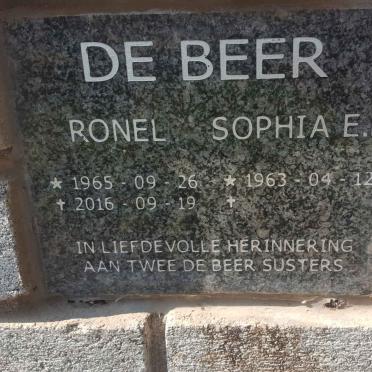 DE BEER
RONEL SOPHIA E.
★ 1965 - 09 - 26 ★ 1963 - 04 - 12
✝ 2016 - 09 - 19 ✝
IN LIEFDEVOLLE HERINNERING
AAN TWEE DE BEER SUSTERS